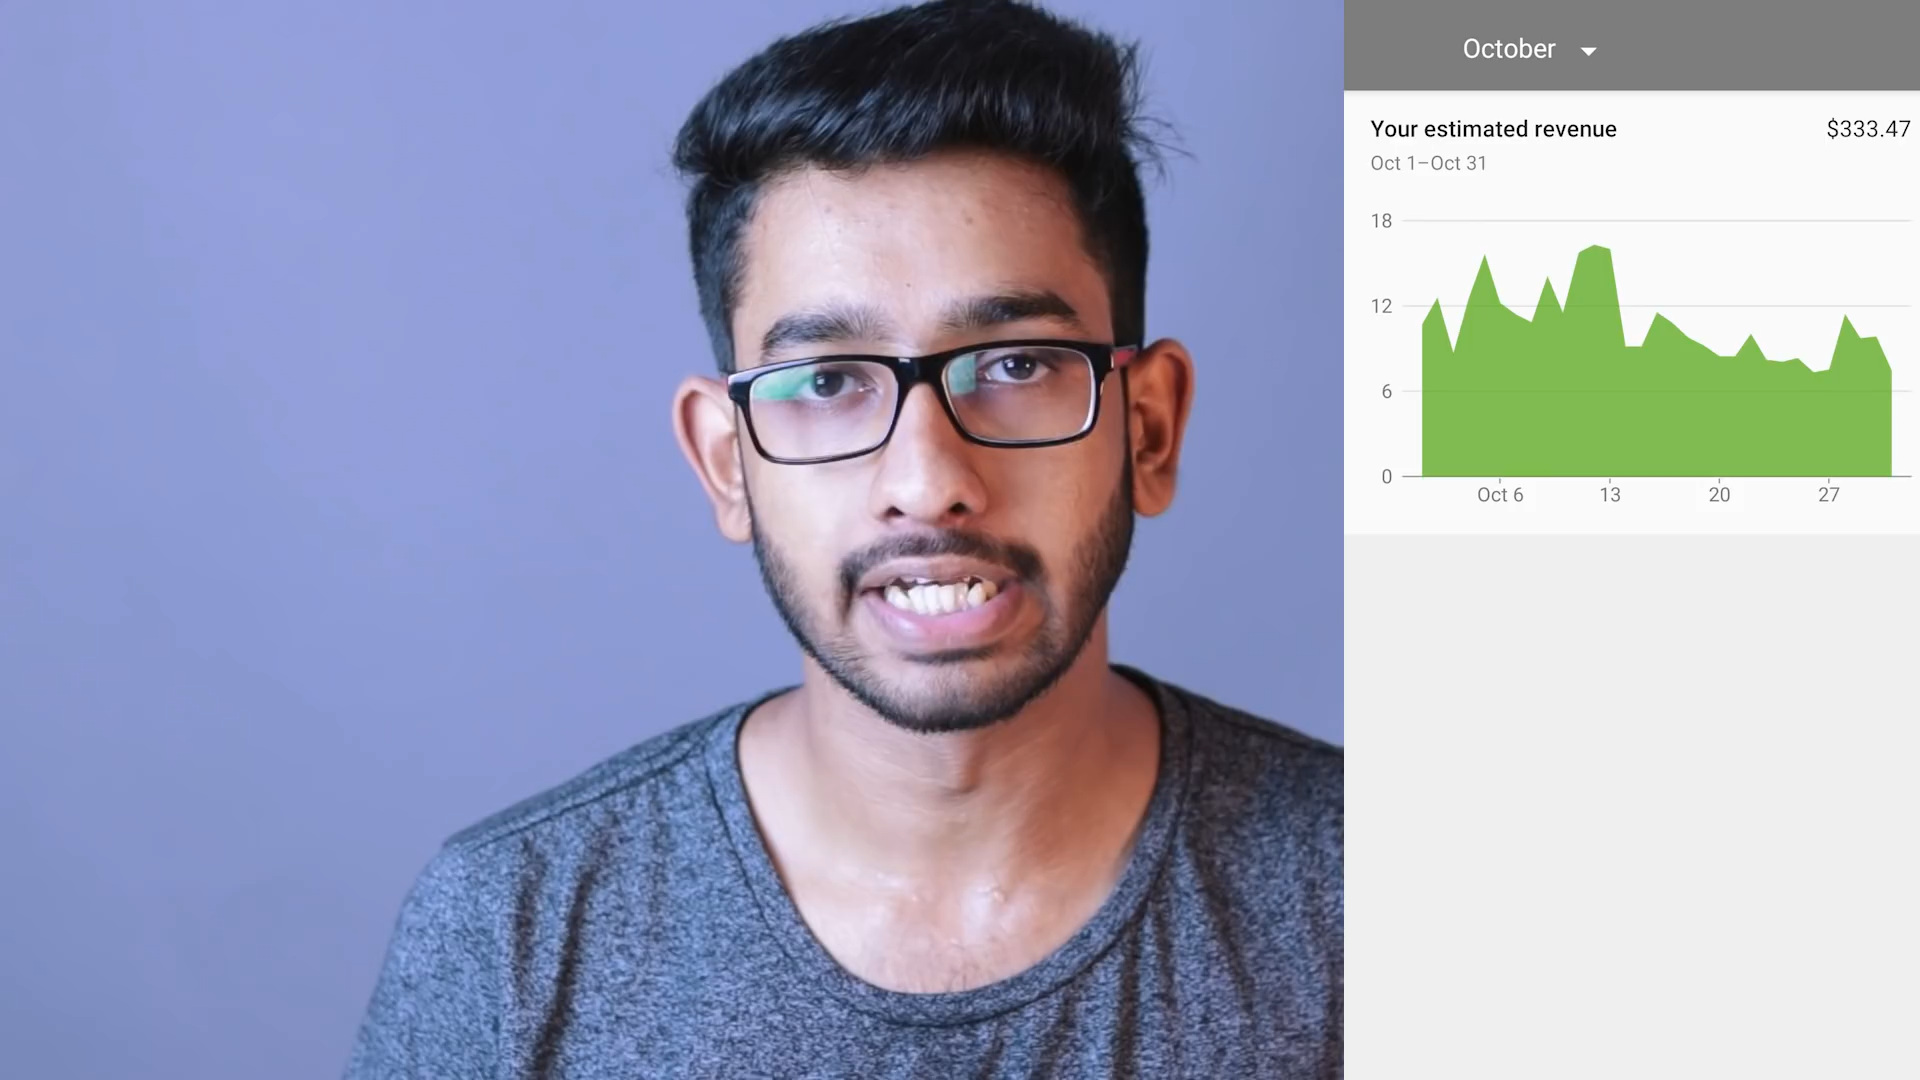 October
Your estimated revenue $333.47
Oct 1–Oct 31
18
12
6
0
Oct 6 13 20 27